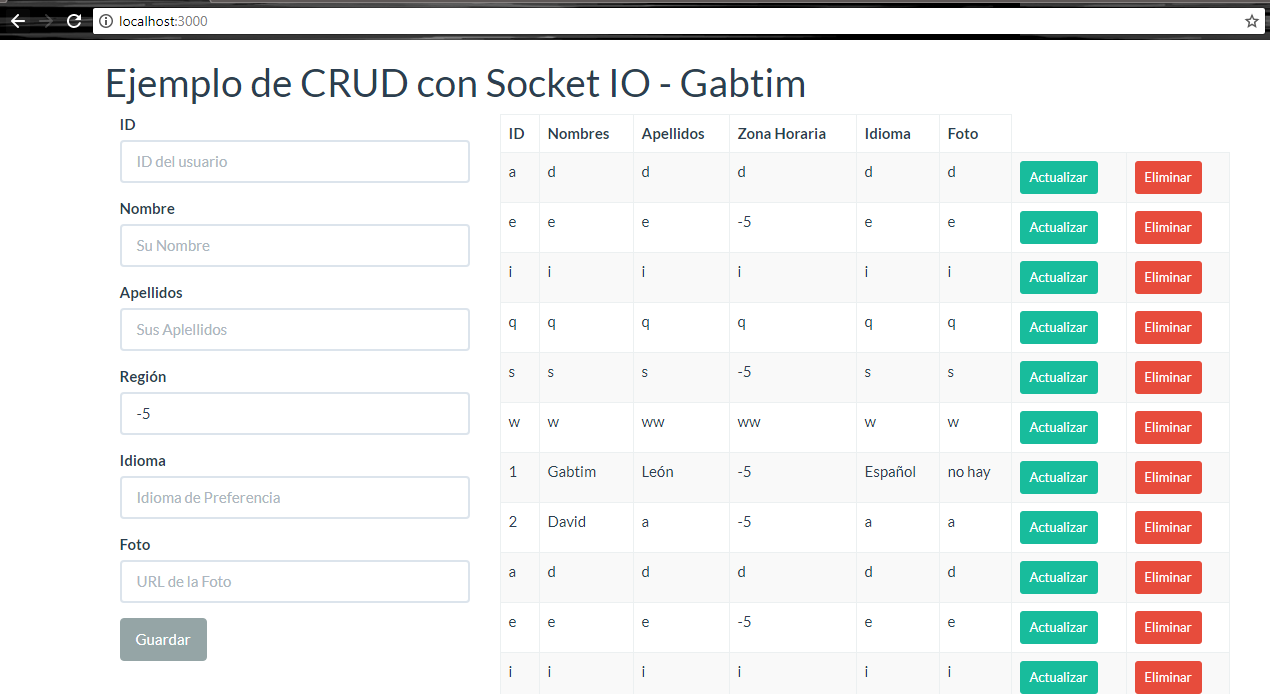 localhost:3000
Ejemplo de CRUD con Socket IO - Gabtim
ID
ID del usuario
Nombre
Su Nombre
Apellidos
Sus Aplellidos
Región
-5
Idioma
Idioma de Preferencia
Foto
URL de la Foto
Guardar
ID Nombres Apellidos Zona Horaria Idioma Foto
a d d d d d Actualizar Eliminar
e e e -5 e e Actualizar Eliminar
i i i i i i Actualizar Eliminar
q q q q q q Actualizar Eliminar
s s s -5 s s Actualizar Eliminar
w w ww ww w w Actualizar Eliminar
1 Gabtim León -5 Español no hay Actualizar Eliminar
2 David a -5 a a Actualizar Eliminar
a d d d d d Actualizar Eliminar
e e e -5 e e Actualizar Eliminar
i i i i i i Actualizar Eliminar